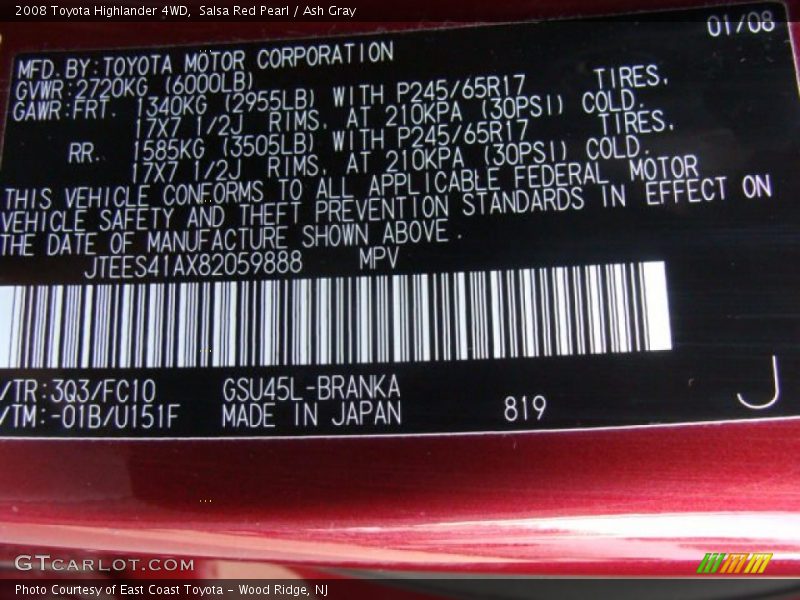 2008 Toyota Highlander 4WD, Salsa Red Pearl / Ash Gray
01/08
MFD. BY: TOYOTA MOTOR CORPORATION
GVWR: 2720KG (6000LB)
GAWR: FRT. 1340KG (2955LB) WITH P245/65R17 TIRES,
17X7 1/2J RIMS, AT 210KPA (30PSI) COLD.
RR. 1585KG (3505LB) WITH P245/65R17 TIRES,
17X7 1/2J RIMS, AT 210KPA (30PSI) COLD.
THIS VEHICLE CONFORMS TO ALL APPLICABLE FEDERAL MOTOR
VEHICLE SAFETY AND THEFT PREVENTION STANDARDS IN EFFECT ON
THE DATE OF MANUFACTURE SHOWN ABOVE.
JTEES41AX82059888 MPV
/TR: 3Q3/FC10 GSU45L-BRANKA
/TM:-01B/U151F MADE IN JAPAN 819 J
GTCARLOT.COM
Photo Courtesy of East Coast Toyota - Wood Ridge, NJ